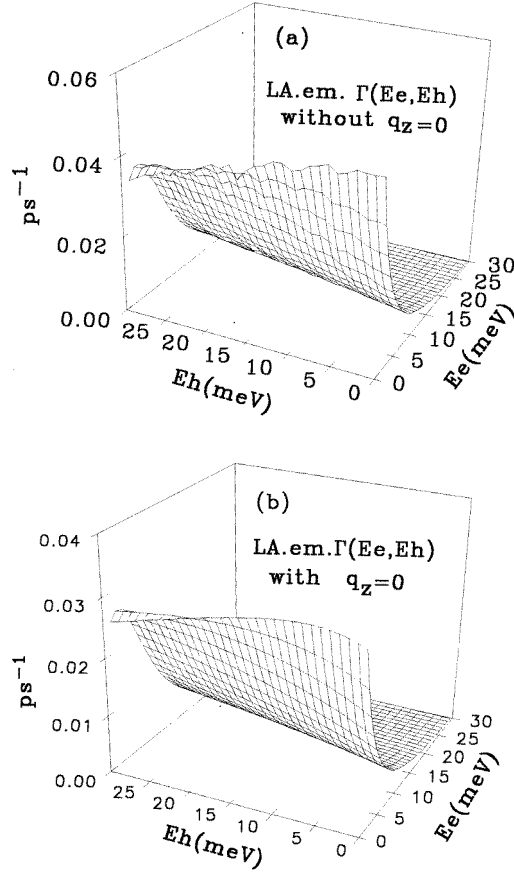 (a)
LA.em. Γ(Ee,Eh)
without q_z=0
0.06
0.04
0.02
0.00
ps⁻¹
25 20 15 10 5 0
Eh(meV)
0 5 10 15 20 25 30
Ee(meV)
(b)
LA.em.Γ(Ee,Eh)
with q_z=0
0.04
0.03
0.02
0.01
0.00
ps⁻¹
25 20 15 10 5 0
Eh(meV)
0 5 10 15 20 25 30
Ee(meV)